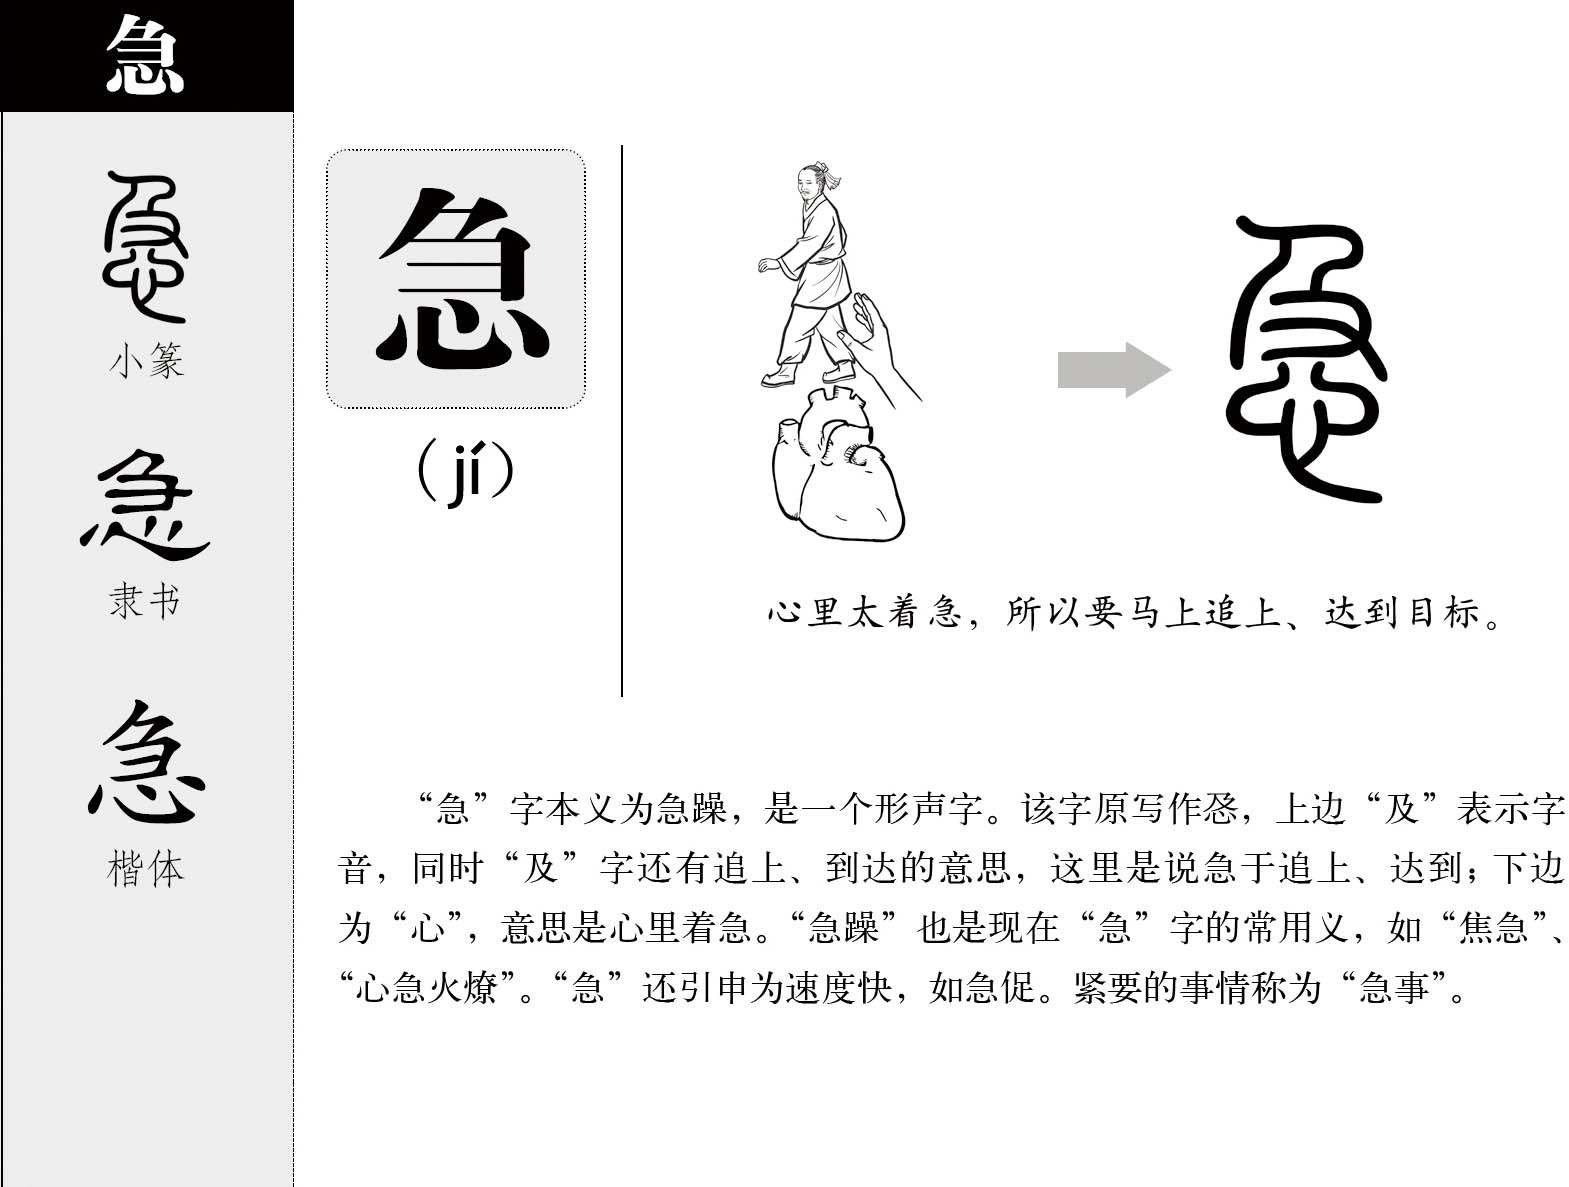 急
急
小篆
急
隶书
急
楷体
急
（jí）
急
心里太着急，所以要马上追上、达到目标。
“急”字本义为急躁，是一个形声字。该字原写作忣，上边“及”表示字
音，同时“及”字还有追上、到达的意思，这里是说急于追上、达到；下边
为“心”，意思是心里着急。“急躁”也是现在“急”字的常用义，如“焦急”、
“心急火燎”。“急”还引申为速度快，如急促。紧要的事情称为“急事”。